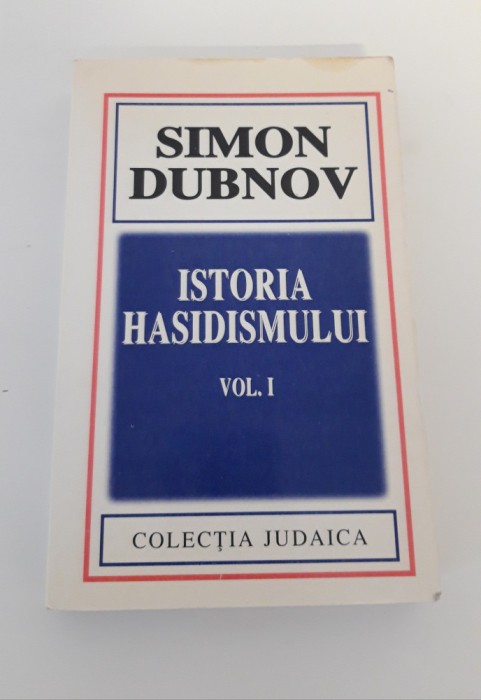 SIMON
DUBNOV
ISTORIA
HASIDISMULUI
VOL. I
COLECȚIA JUDAICA